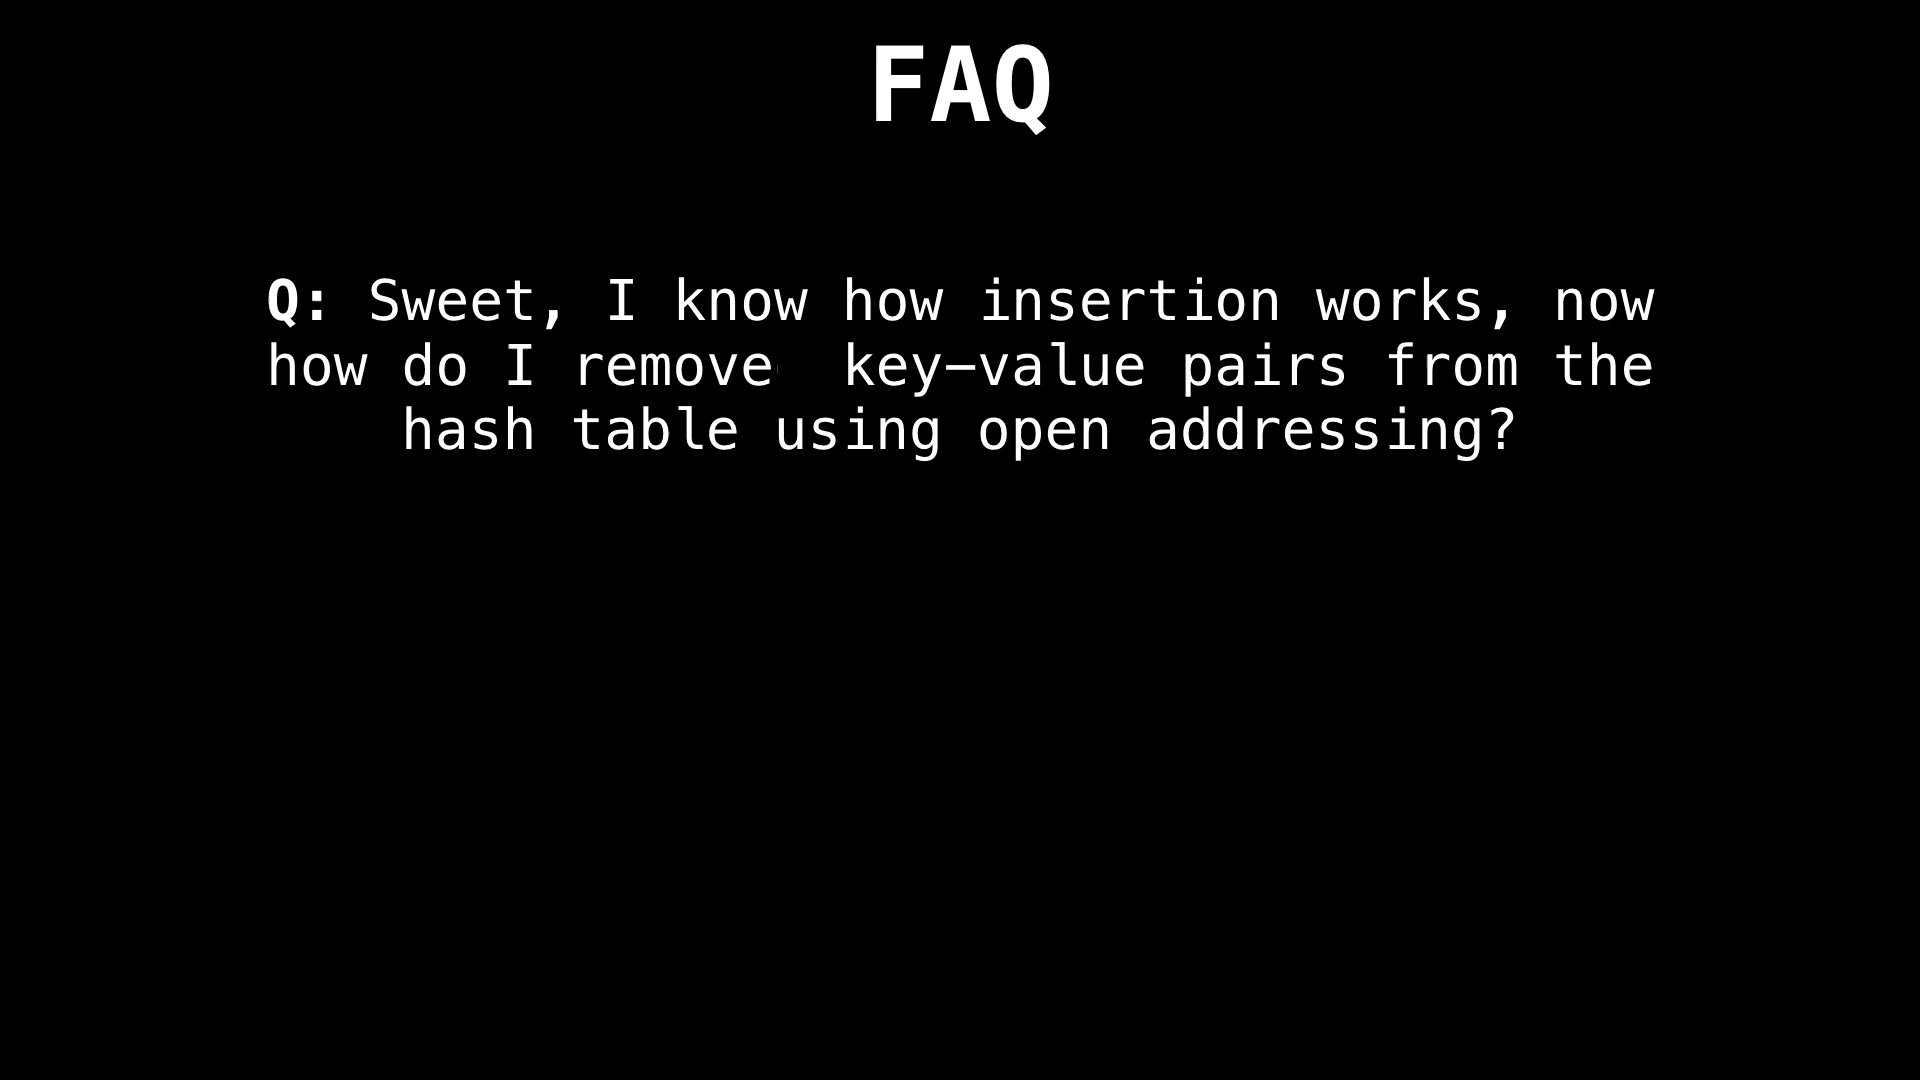 FAQ
Q: Sweet, I know how insertion works, now
how do I remove key-value pairs from the
hash table using open addressing?